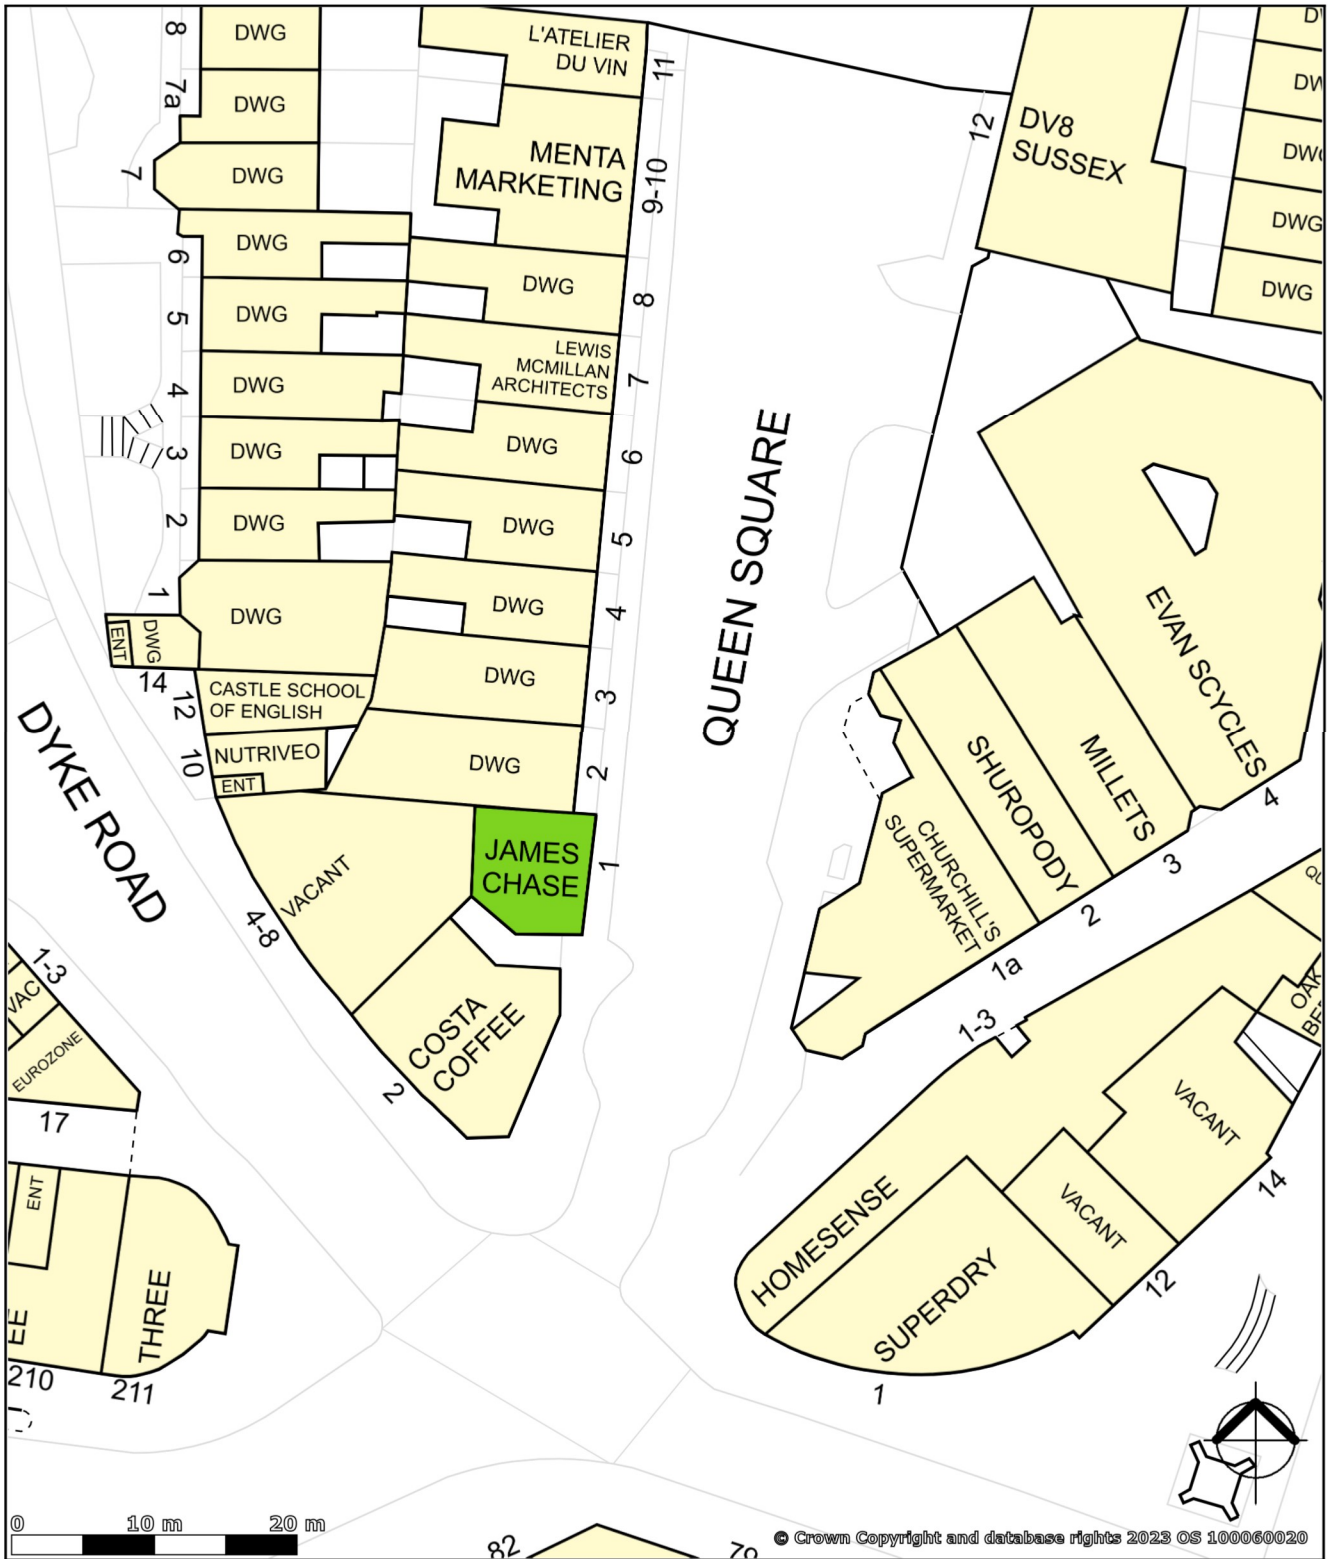 8
DWG
7a
DWG
7
DWG
6
DWG
5
DWG
4
DWG
3
DWG
2
DWG
1
DWG
ENT
DWG
14
12
CASTLE SCHOOL
OF ENGLISH
10
NUTRIVEO
ENT
L'ATELIER
DU VIN
11
MENTA
MARKETING
9-10
DWG
8
LEWIS
MCMILLAN
ARCHITECTS
7
DWG
6
DWG
5
DWG
4
DWG
3
DWG
2
JAMES
CHASE
1
VACANT
4-8
COSTA
COFFEE
2
DYKE ROAD
QUEEN SQUARE
12
DV8
SUSSEX
DWG
DWG
EVAN SCYCLES
4
MILLETS
3
SHUROPODY
2
CHURCHILL'S
SUPERMARKET
1a
1-3
HOMESENSE
SUPERDRY
1
VACANT
12
VACANT
14
OAK
1-3
VAC
EUROZONE
17
ENT
THREE
EE
210
211
82
79
0 10 m 20 m
© Crown Copyright and database rights 2023 OS 100060020